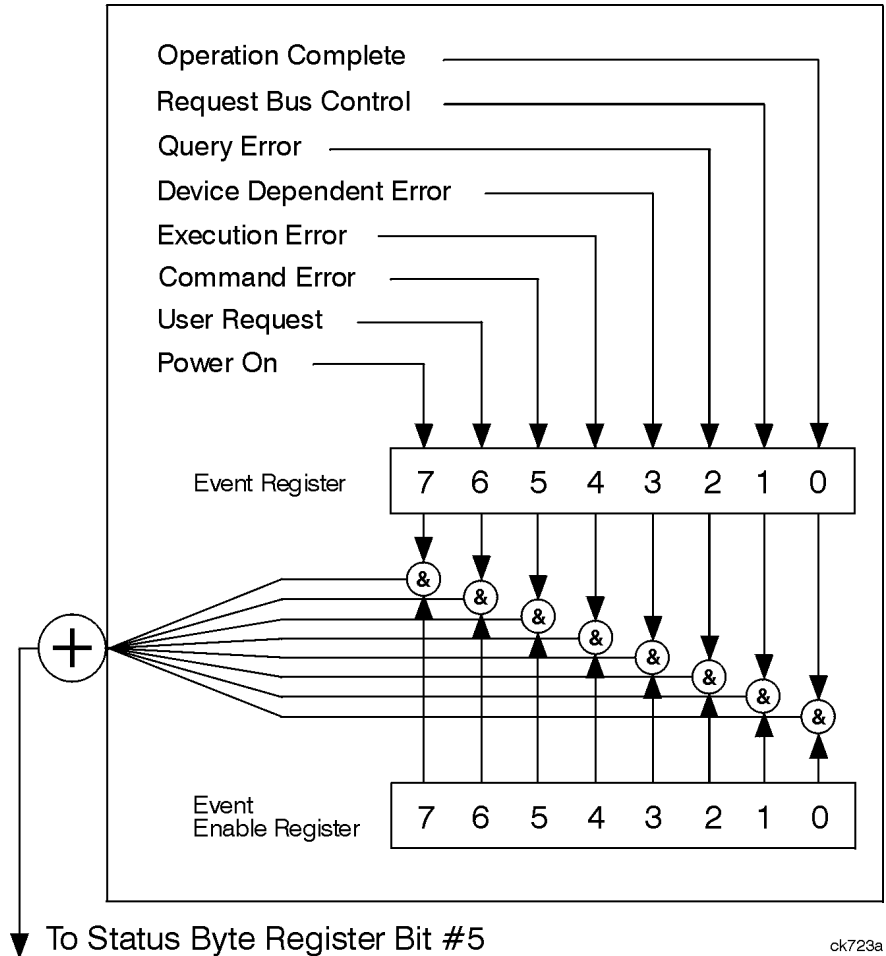 Operation Complete
Request Bus Control
Query Error
Device Dependent Error
Execution Error
Command Error
User Request
Power On
Event Register 7 6 5 4 3 2 1 0
&
&
&
&
&
&
&
&
+
Event
Enable Register 7 6 5 4 3 2 1 0
To Status Byte Register Bit #5
ck723a